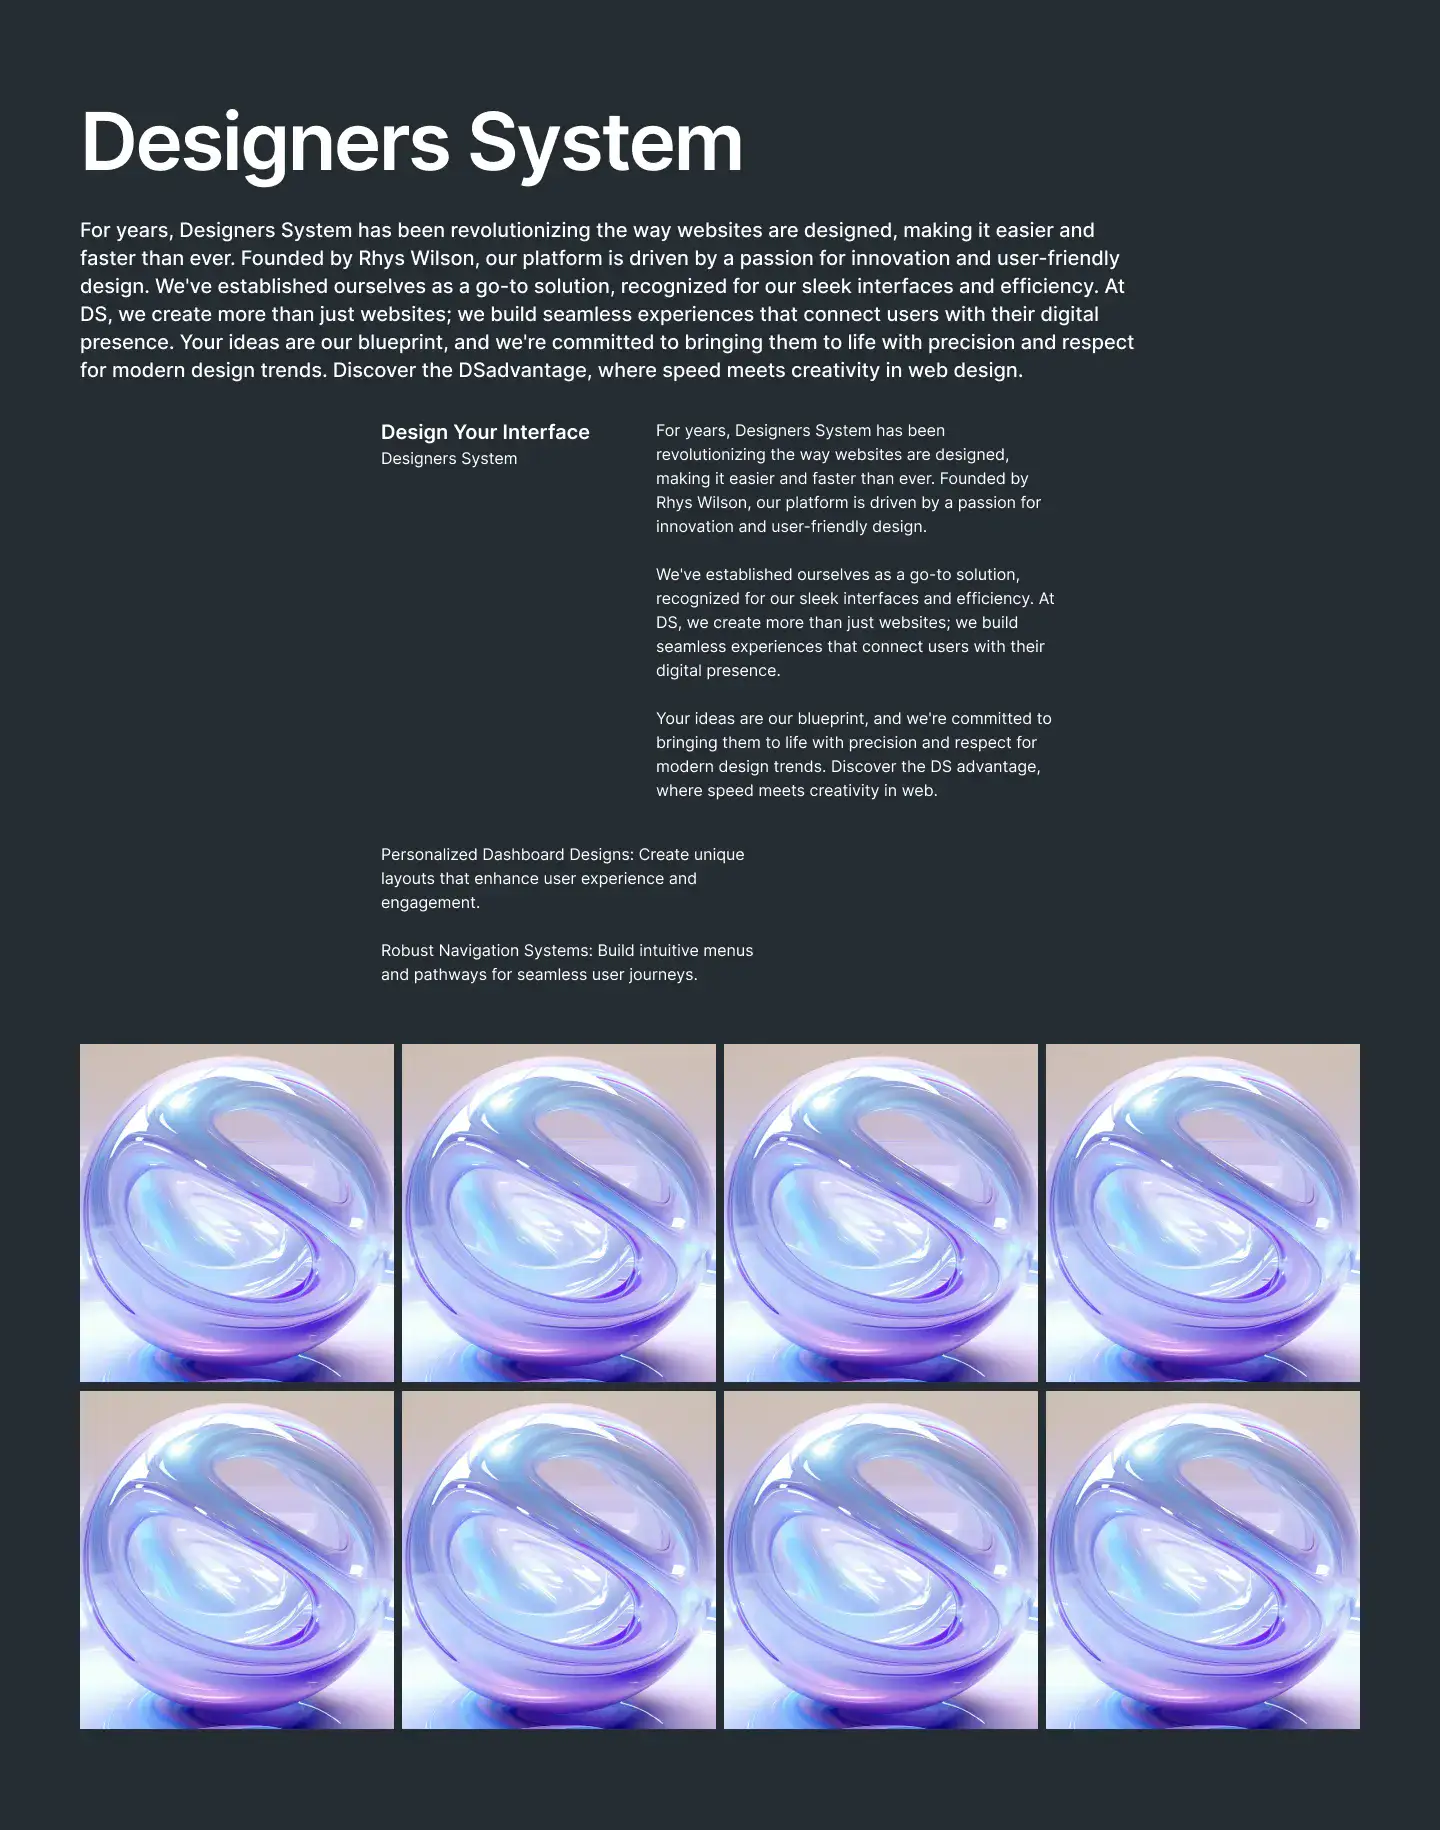 Designers System
For years, Designers System has been revolutionizing the way websites are designed, making it easier and
faster than ever. Founded by Rhys Wilson, our platform is driven by a passion for innovation and user-friendly
design. We've established ourselves as a go-to solution, recognized for our sleek interfaces and efficiency. At
DS, we create more than just websites; we build seamless experiences that connect users with their digital
presence. Your ideas are our blueprint, and we're committed to bringing them to life with precision and respect
for modern design trends. Discover the DSadvantage, where speed meets creativity in web design.
Design Your Interface
Designers System
For years, Designers System has been
revolutionizing the way websites are designed,
making it easier and faster than ever. Founded by
Rhys Wilson, our platform is driven by a passion for
innovation and user-friendly design.
We've established ourselves as a go-to solution,
recognized for our sleek interfaces and efficiency. At
DS, we create more than just websites; we build
seamless experiences that connect users with their
digital presence.
Your ideas are our blueprint, and we're committed to
bringing them to life with precision and respect for
modern design trends. Discover the DS advantage,
where speed meets creativity in web.
Personalized Dashboard Designs: Create unique
layouts that enhance user experience and
engagement.
Robust Navigation Systems: Build intuitive menus
and pathways for seamless user journeys.